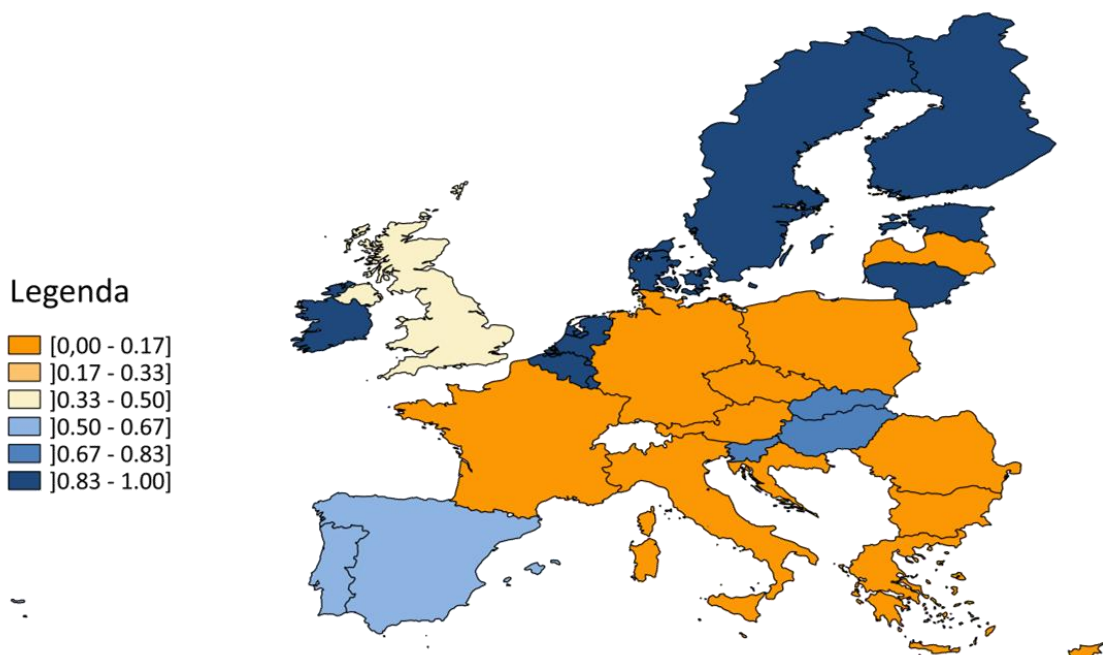 Legenda
[0,00 - 0.17]
]0.17 - 0.33]
]0.33 - 0.50]
]0.50 - 0.67]
]0.67 - 0.83]
]0.83 - 1.00]